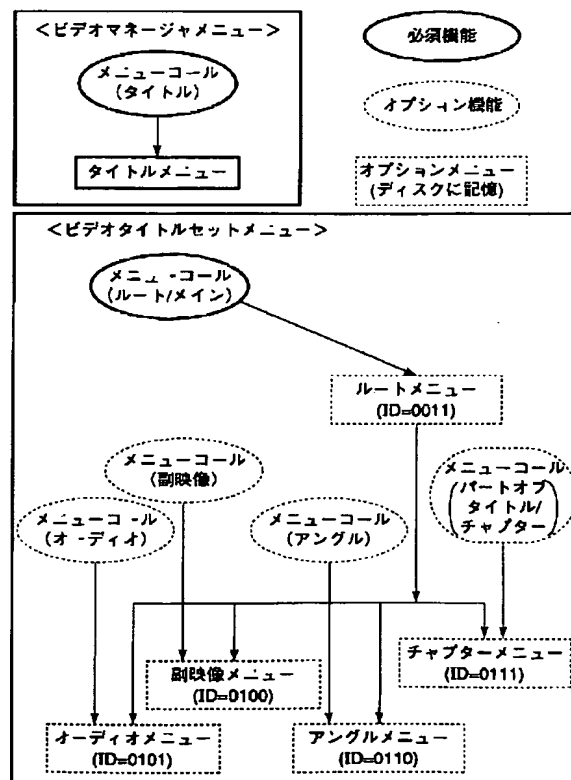 <ビデオマネージャメニュー>
メニューコール
(タイトル)
タイトルメニュー
必須機能
オプション機能
オプションメニュー
(ディスクに記憶)
<ビデオタイトルセットメニュー>
メニューコール
(ルート/メイン)
ルートメニュー
(ID=0011)
メニューコール
(副映像)
メニューコール
(オーディオ)
メニューコール
(アングル)
メニューコール
(パートオブ
タイトル/
チャプター)
副映像メニュー
(ID=0100)
チャプターメニュー
(ID=0111)
オーディオメニュー
(ID=0101)
アングルメニュー
(ID=0110)